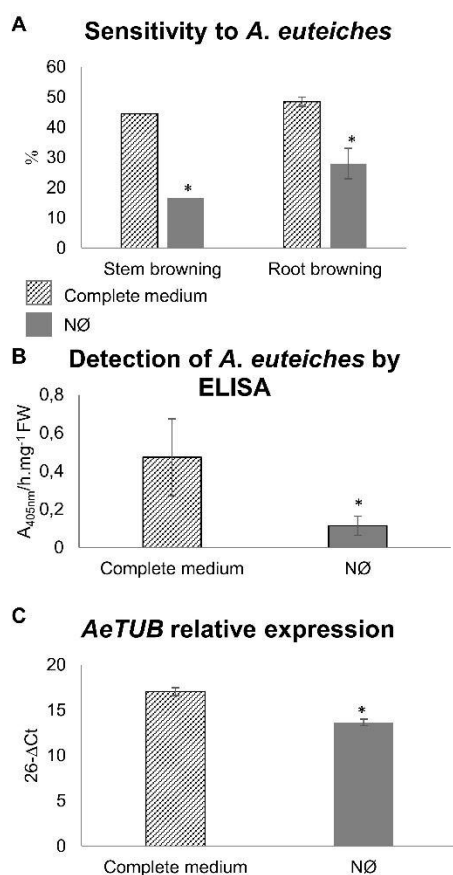 A
Sensitivity to A. euteiches
60
50
40
30
20
10
0
%
*
*
Stem browning Root browning
Complete medium
NØ
B
Detection of A. euteiches by
ELISA
0,8
0,6
0,4
0,2
0
A405nm/h.mg-1 FW
*
Complete medium NØ
C
AeTUB relative expression
20
15
10
5
0
26-ΔCt
*
Complete medium NØ